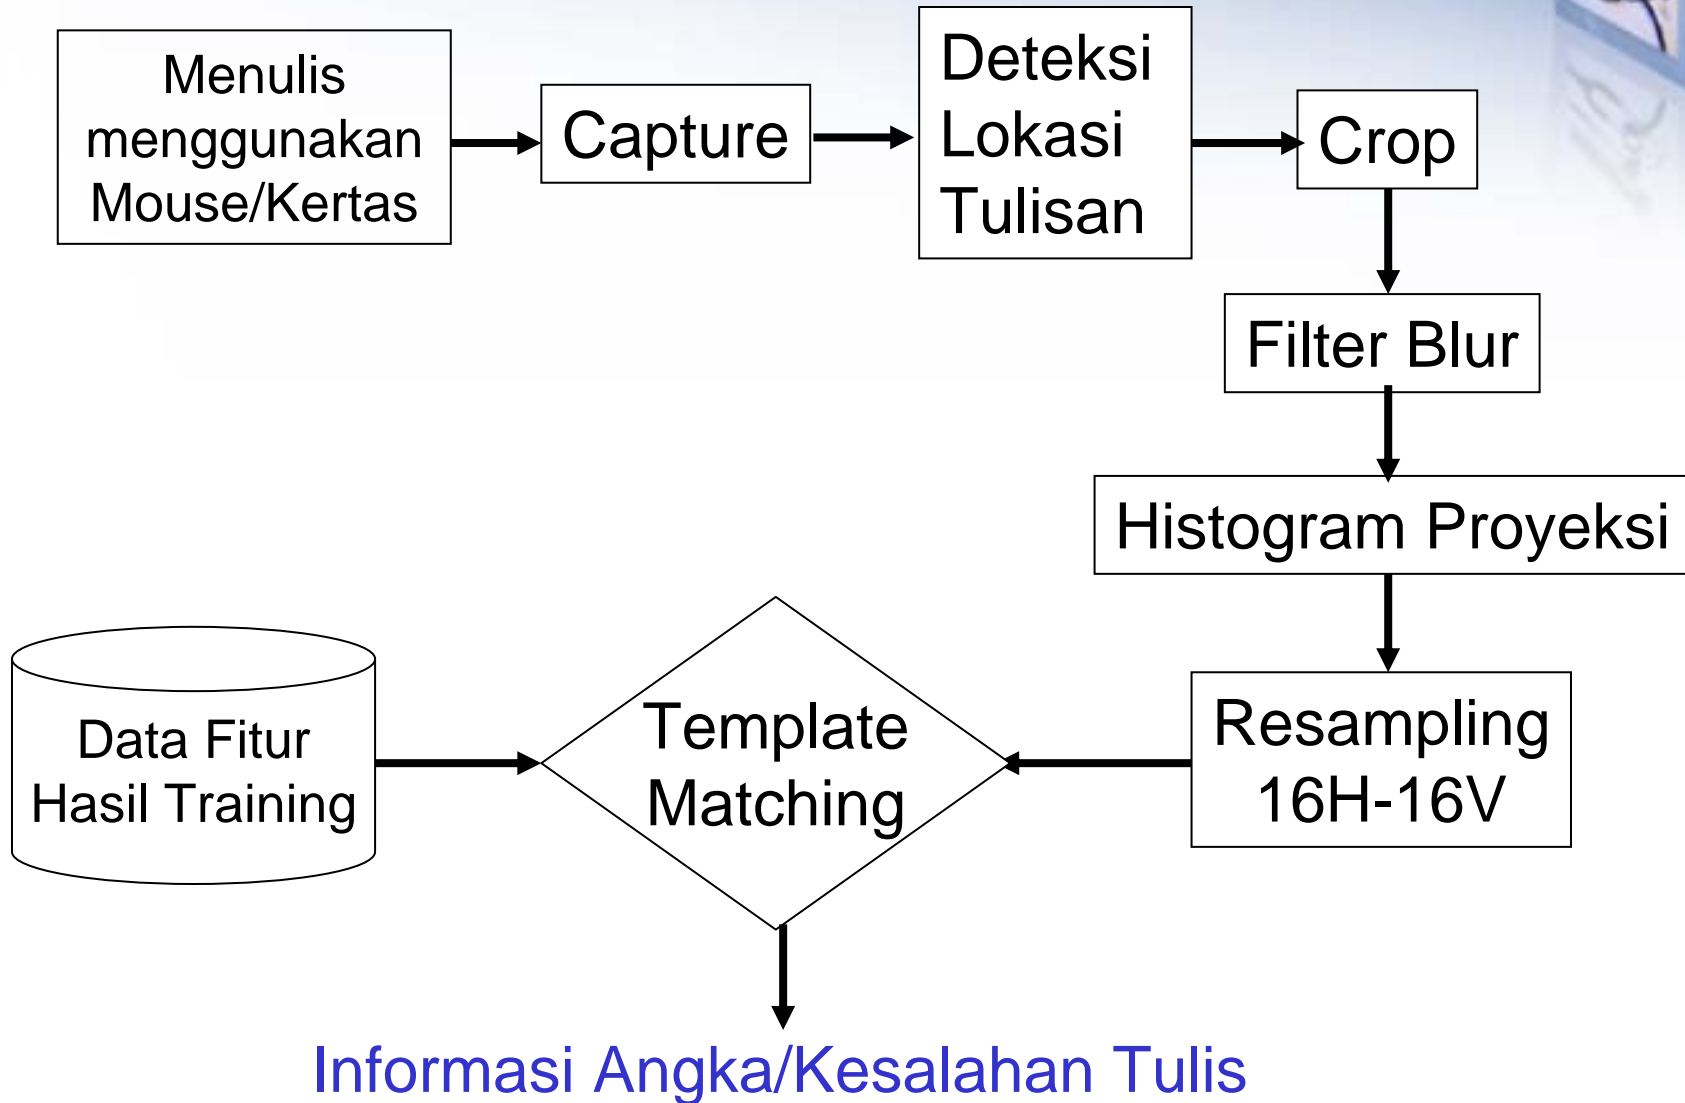 Menulis
menggunakan
Mouse/Kertas
Capture
Deteksi
Lokasi
Tulisan
Crop
Filter Blur
Histogram Proyeksi
Resampling
16H-16V
Template
Matching
Data Fitur
Hasil Training
Informasi Angka/Kesalahan Tulis